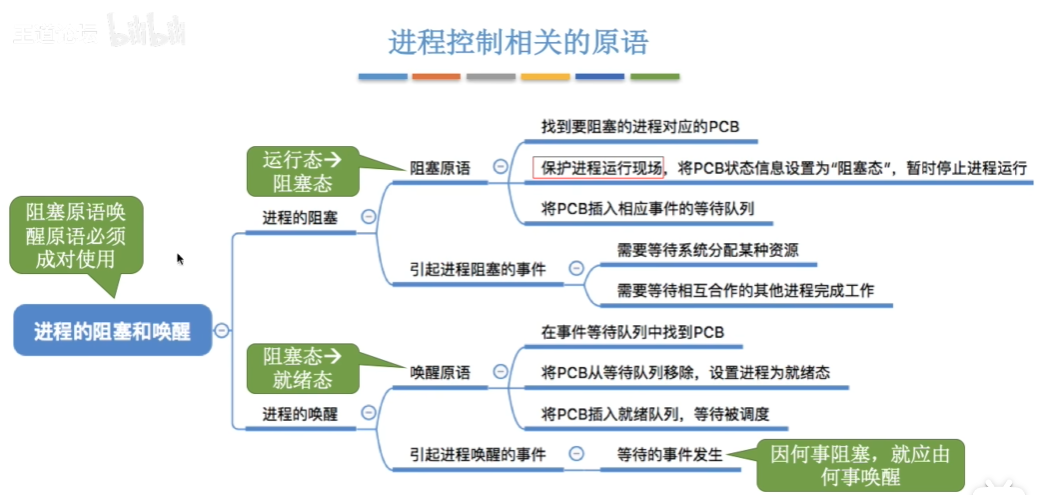 王道论坛 bilibili
进程控制相关的原语
找到要阻塞的进程对应的PCB
运行态→
阻塞态
阻塞原语
保护进程运行现场，将PCB状态信息设置为“阻塞态”，暂时停止进程运行
将PCB插入相应事件的等待队列
进程的阻塞
阻塞原语唤
醒原语必须
成对使用
引起进程阻塞的事件
需要等待系统分配某种资源
需要等待相互合作的其他进程完成工作
进程的阻塞和唤醒
在事件等待队列中找到PCB
阻塞态→
就绪态
唤醒原语
将PCB从等待队列移除，设置进程为就绪态
将PCB插入就绪队列，等待被调度
进程的唤醒
引起进程唤醒的事件
等待的事件发生
因何事阻塞，就应由
何事唤醒